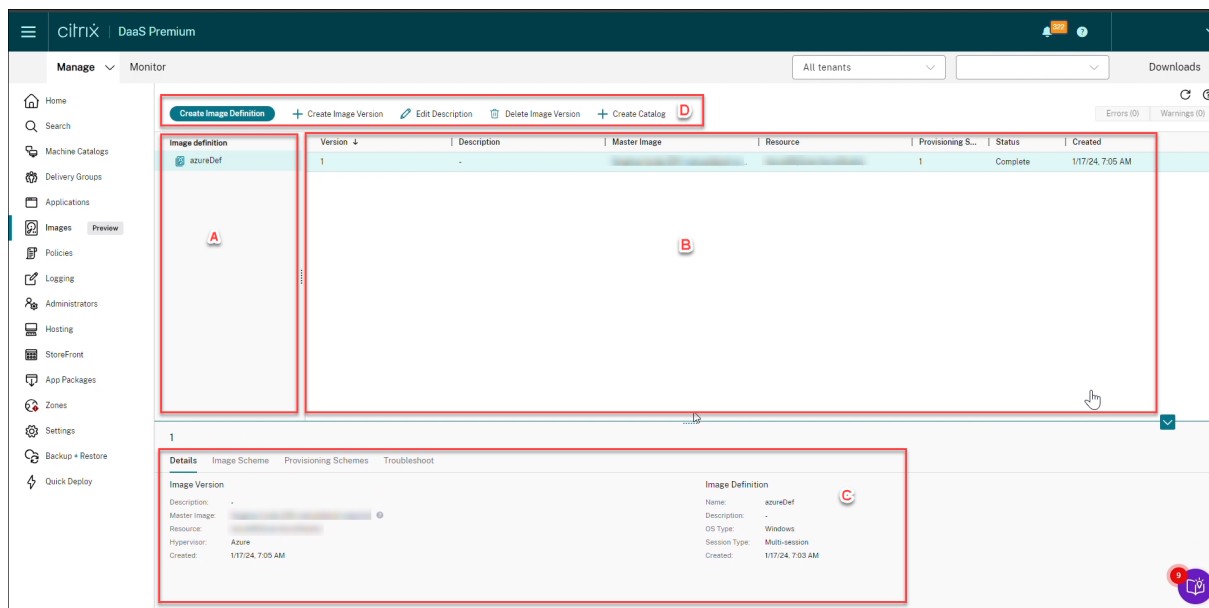 citrix | DaaS Premium
322
Manage
Monitor
All tenants
Downloads
Home
Search
Machine Catalogs
Delivery Groups
Applications
Images Preview
Policies
Logging
Administrators
Hosting
StoreFront
App Packages
Zones
Settings
Backup + Restore
Quick Deploy
Create Image Definition
Create Image Version
Edit Description
Delete Image Version
Create Catalog
D
Errors (0)
Warnings (0)
Image definition
azureDef
A
Version ↓ | Description | Master Image | Resource | Provisioning S... | Status | Created
1 - 1 Complete 1/17/24, 7:05 AM
B
1
Details Image Scheme Provisioning Schemes Troubleshoot
Image Version
Description: -
Master Image:
Resource:
Hypervisor: Azure
Created: 1/17/24, 7:05 AM
Image Definition
Name: azureDef
Description: -
OS Type: Windows
Session Type: Multi-session
Created: 1/17/24, 7:03 AM
C
9